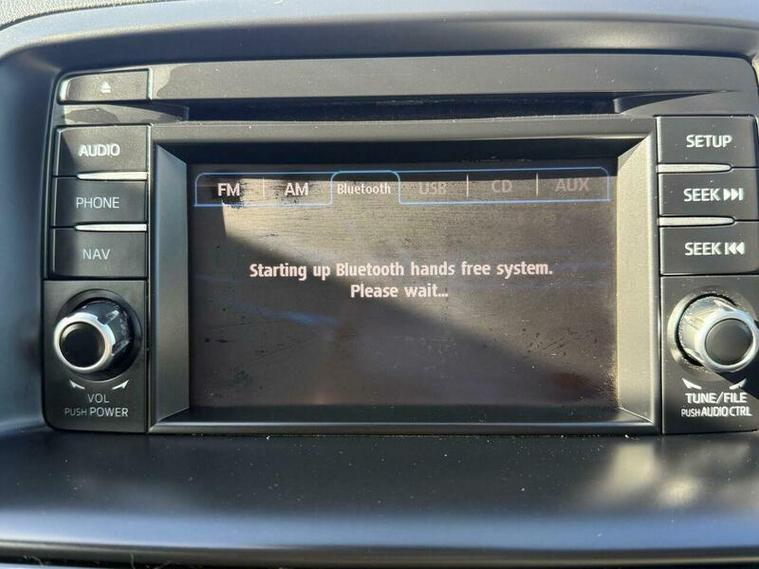 AUDIO
PHONE
NAV
VOL
PUSH POWER
FM AM Bluetooth USB CD AUX
Starting up Bluetooth hands free system.
Please wait...
SETUP
SEEK
SEEK
TUNE/FILE
PUSH AUDIO CTRL